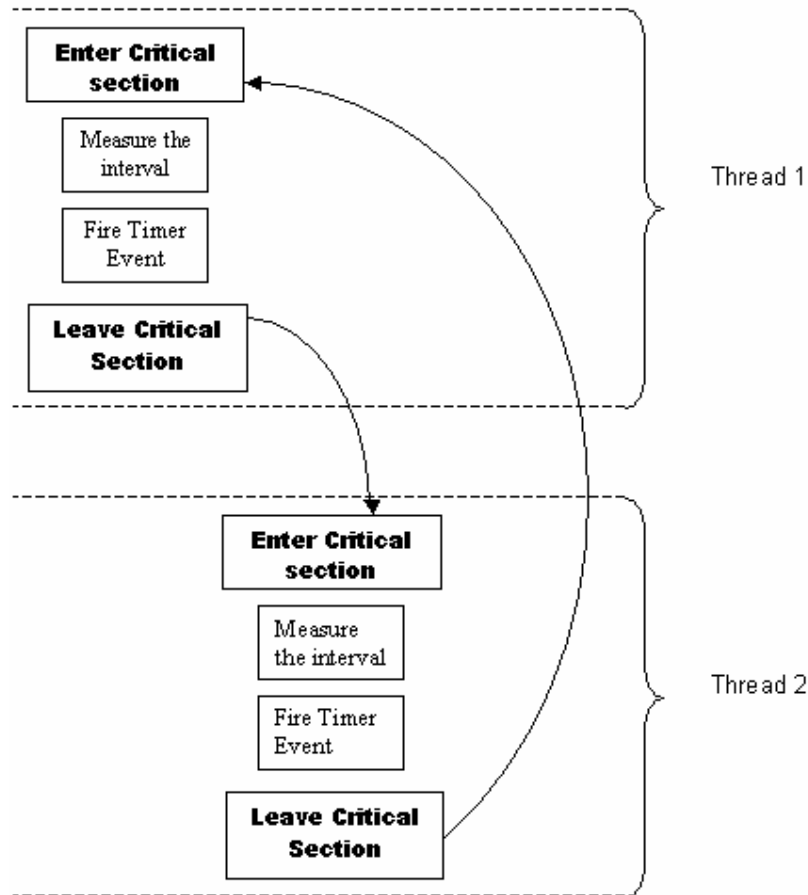 Enter Critical
section
Measure the
interval
Fire Timer
Event
Leave Critical
Section
Thread 1
Enter Critical
section
Measure
the interval
Fire Timer
Event
Leave Critical
Section
Thread 2